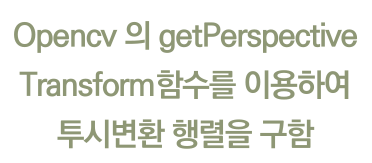 Opencv 의 getPerspective
Transform함수를 이용하여
투시변환 행렬을 구함